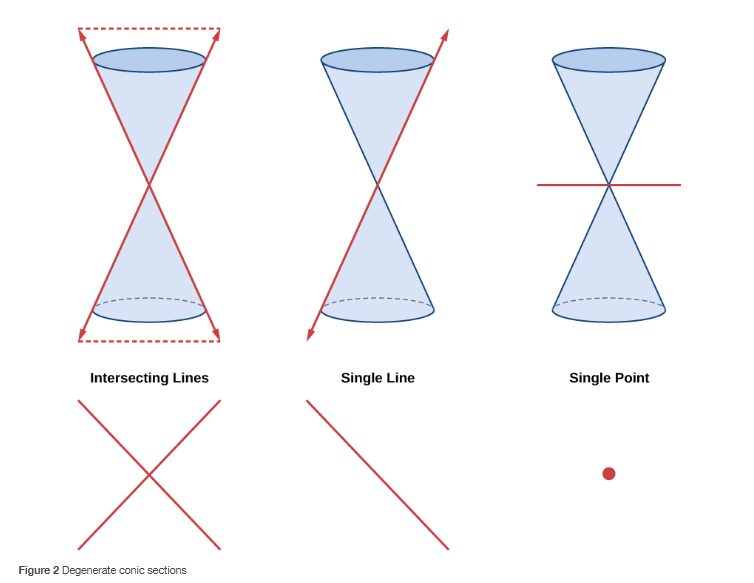 Intersecting Lines
Single Line
Single Point
Figure 2 Degenerate conic sections